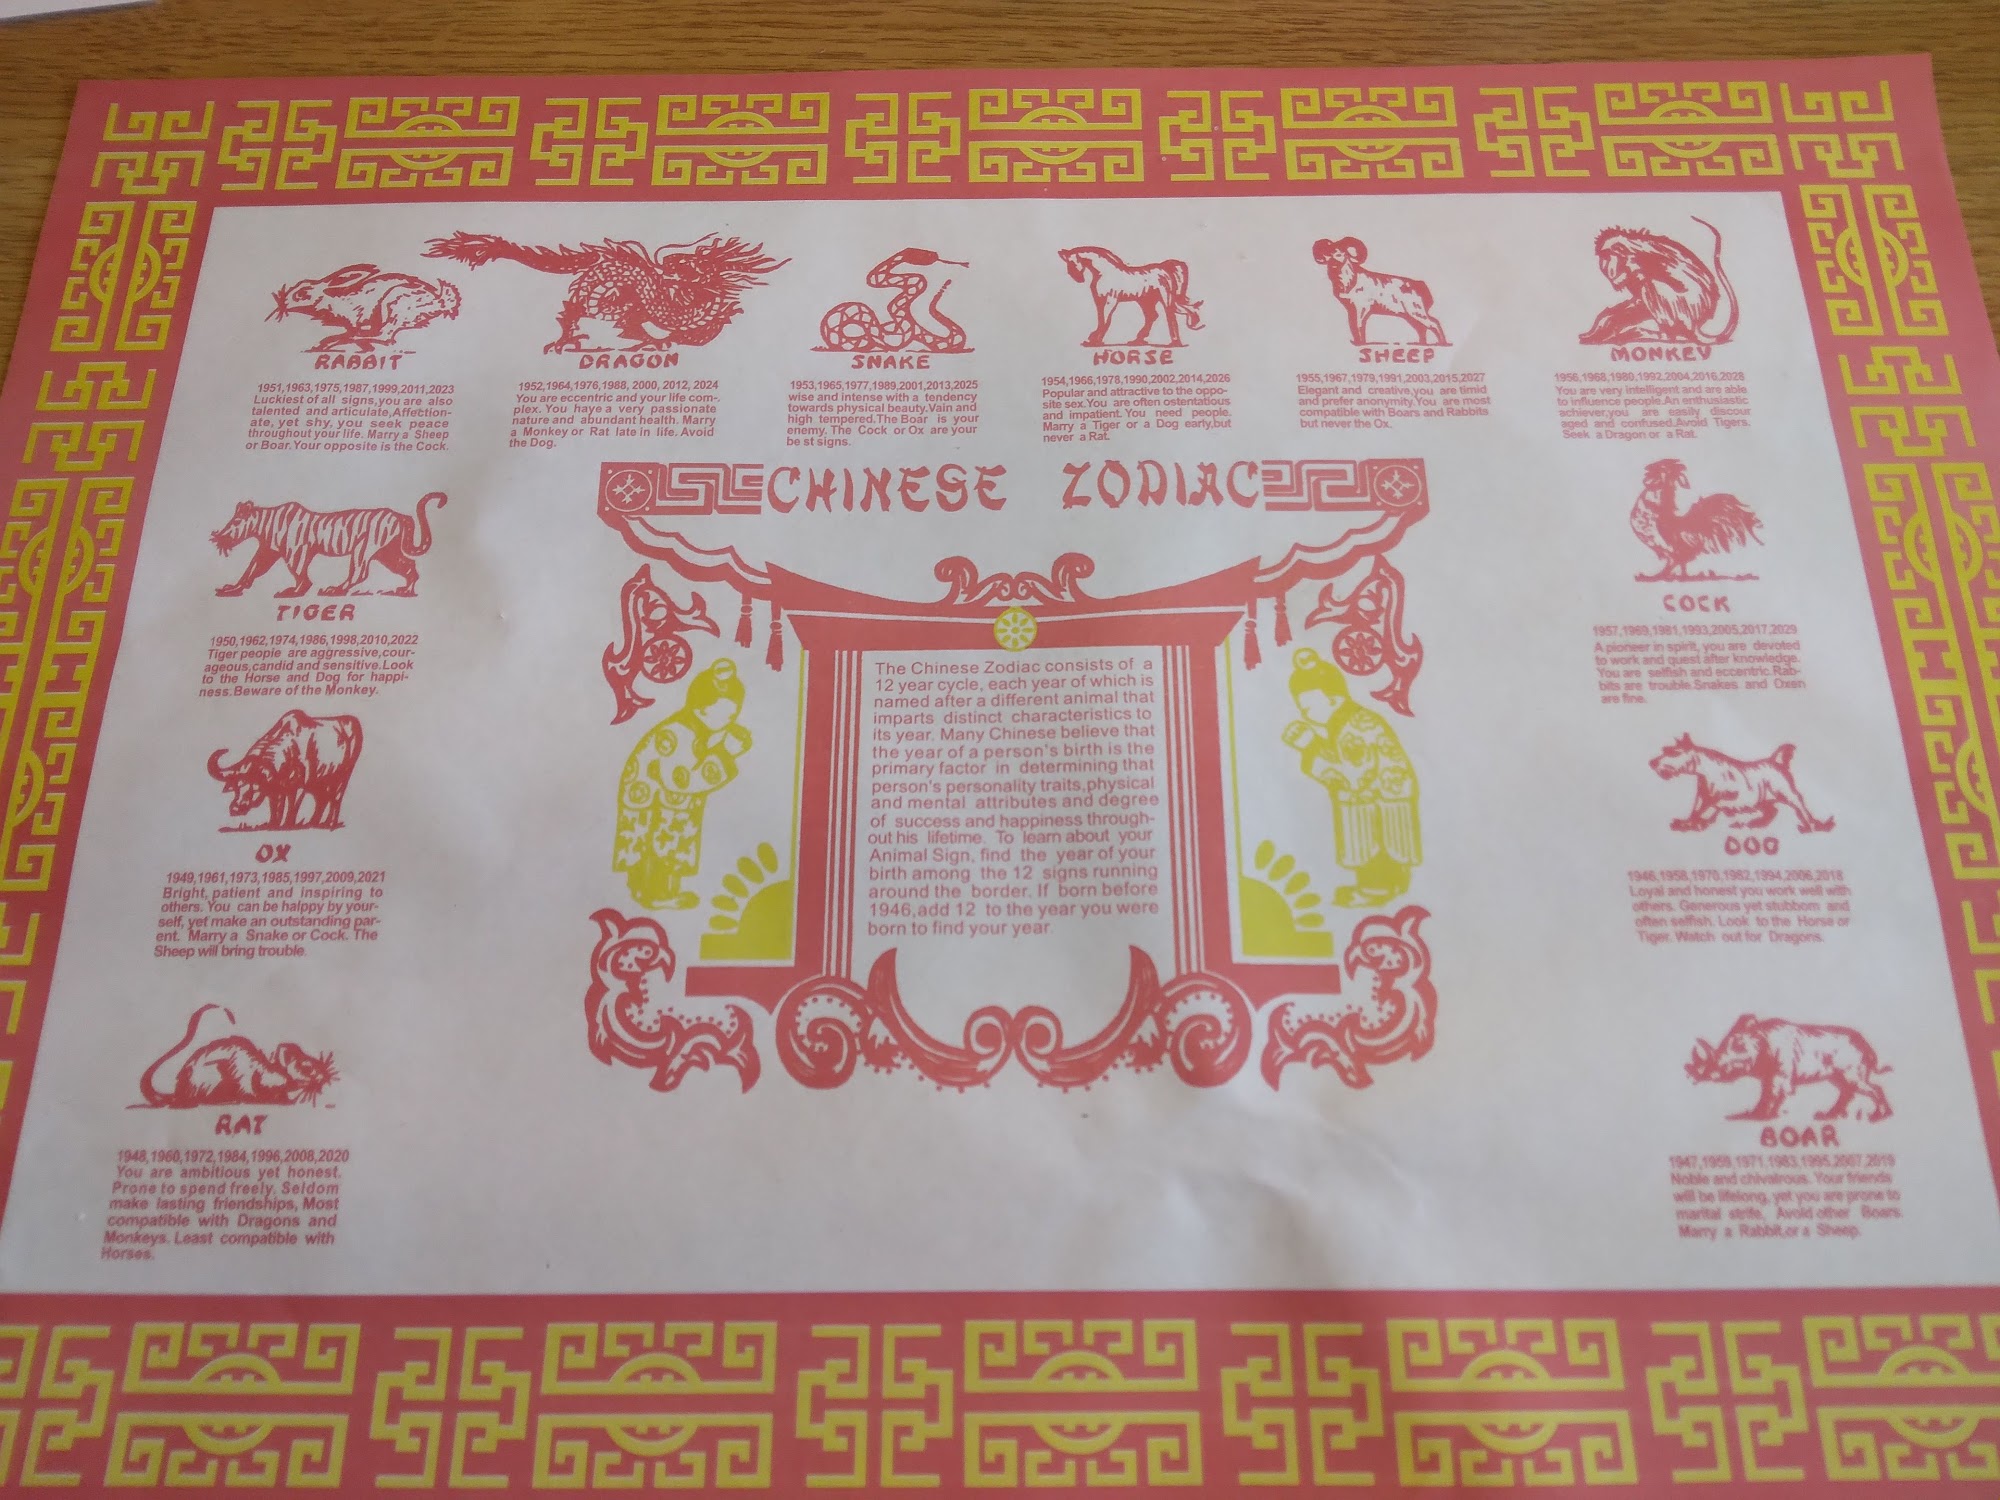 RABBIT
1951,1963,1975,1987,1999,2011,2023
Luckiest of all signs,you are also
talented and articulate,Affection-
ate, yet shy, you seek peace
throughout your life. Marry a Sheep
or Boar.Your opposite is the Cock.
DRAGON
1952,1964,1976,1988, 2000, 2012, 2024
You are eccentric and your life com-.
plex. You haye a very passionate
nature and abundant health. Marry
a Monkey or Rat late in life. Avoid
the Dog.
SNAKE
1953,1965,1977,1989,2001,2013,2025
wise and intense with a tendency
towards physical beauty.Vain and
high tempered.The Boar is your
enemy. The Cock or Ox are your
be st signs.
HORSE
1954,1966,1978,1990,2002,2014,2026
Popular and attractive to the oppo-
site sex.You are often ostentatious
and impatient. You need people.
Marry a Tiger or a Dog early,but
never a Rat.
SHEEP
1955,1967,1979,1991,2003,2015,2027
Elegant and creative,you are timid
and prefer anonymity.You are most
compatible with Boars and Rabbits
but never the Ox.
MONKEY
1956,1968,1980,1992,2004,2016,2028
You are very intelligent and are able
to influence people.An enthusiastic
achiever,you are easily discour
aged and confused.Avoid Tigers.
Seek a Dragon or a Rat.
CHINESE ZODIAC
TIGER
1950,1962,1974,1986,1998,2010,2022
Tiger people are aggressive,cour-
ageous,candid and sensitive.Look
to the Horse and Dog for happi-
ness.Beware of the Monkey.
OX
1949,1961,1973,1985,1997,2009,2021
Bright, patient and inspiring to
others. You can be halppy by your-
self, yet make an outstanding par-
ent. Marry a Snake or Cock. The
Sheep will bring trouble.
RAT
1948,1960,1972,1984,1996,2008,2020
You are ambitious yet honest.
Prone to spend freely. Seldom
make lasting friendships, Most
compatible with Dragons and
Monkeys. Least compatible with
Horses.
The Chinese Zodiac consists of a
12 year cycle, each year of which is
named after a different animal that
imparts distinct characteristics to
its year. Many Chinese believe that
the year of a person's birth is the
primary factor in determining that
person's personality traits,physical
and mental attributes and degree
of success and happiness through-
out his lifetime. To learn about your
Animal Sign, find the year of your
birth among the 12 signs running
around the border. If born before
1946,add 12 to the year you were
born to find your year.
COCK
1957,1969,1981,1993,2005,2017,2029
A pioneer in spirit, you are devoted
to work and quest after knowledge.
You are selfish and eccentric.Rab-
bits are trouble.Snakes and Oxen
are fine.
DOG
1946,1958,1970,1982,1994,2006,2018
Loyal and honest you work well with
others. Generous yet stubborn and
often selfish. Look to the Horse or
Tiger. Watch out for Dragons.
BOAR
1947,1959,1971,1983,1995,2007,2019
Noble and chivalrous. Your friends
will be lifelong, yet you are prone to
marital strife, Avoid other Boars.
Marry a Rabbit,or a Sheep.